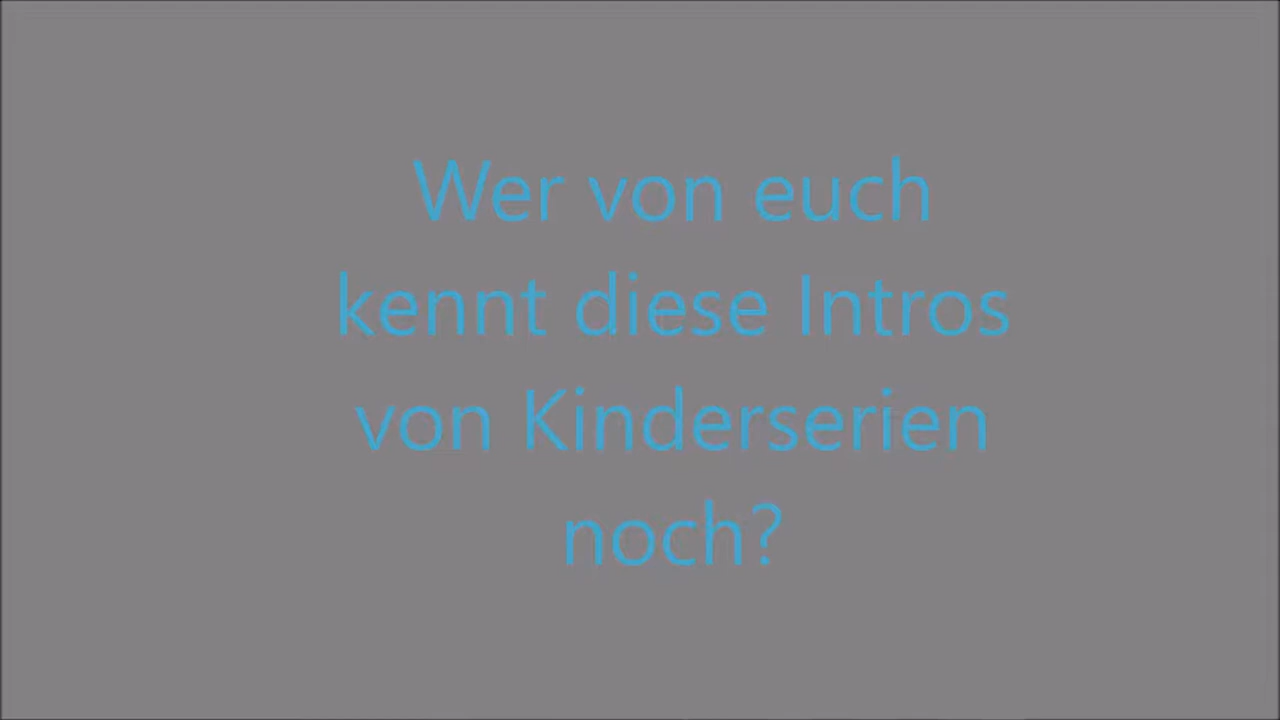 Wer von euch
kennt diese Intros
von Kinderserien
noch?